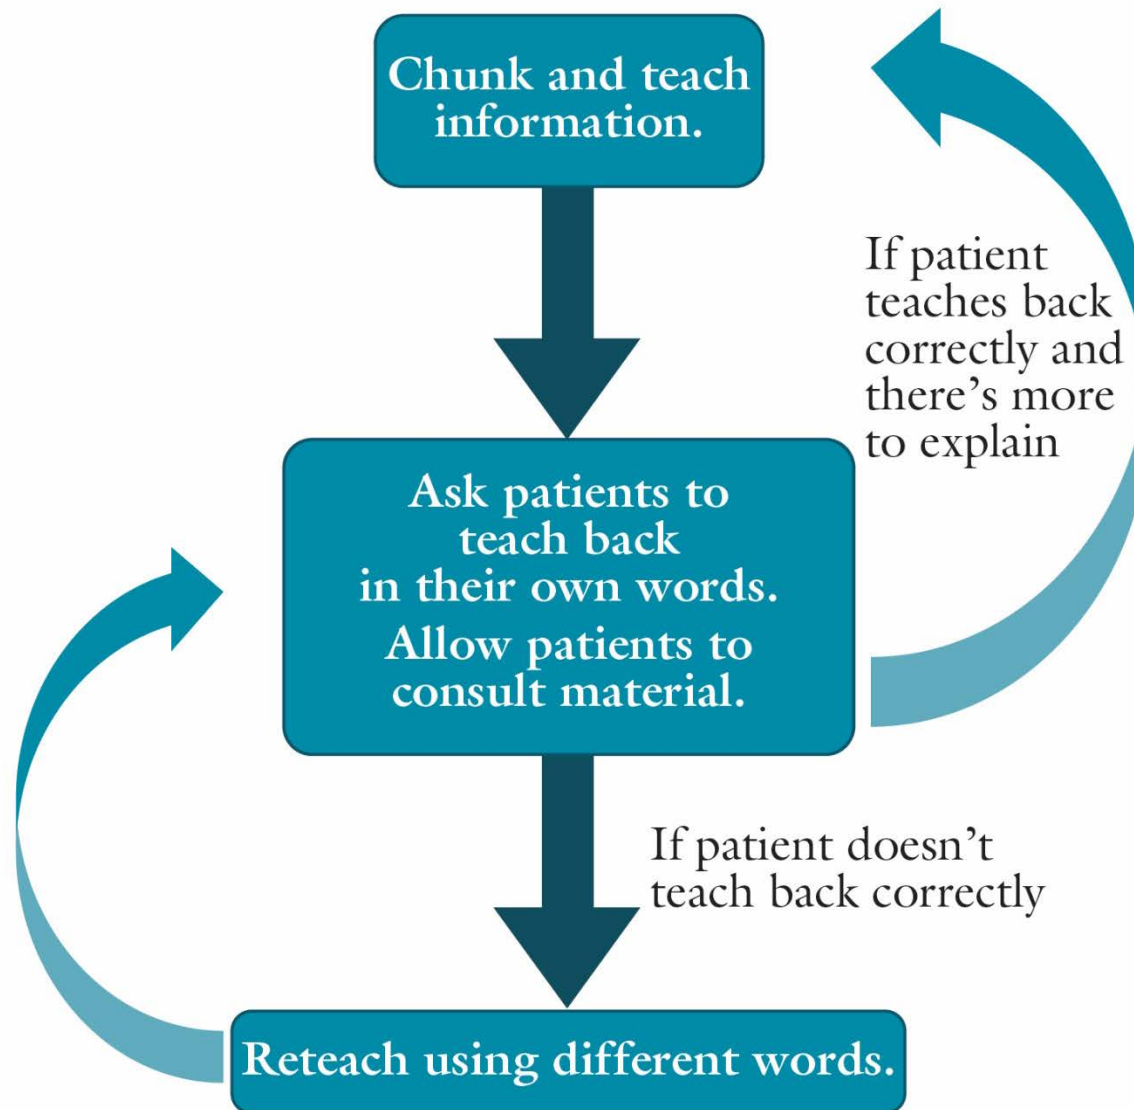 Chunk and teach
information.
If patient
teaches back
correctly and
there’s more
to explain
Ask patients to
teach back
in their own words.
Allow patients to
consult material.
If patient doesn’t
teach back correctly
Reteach using different words.